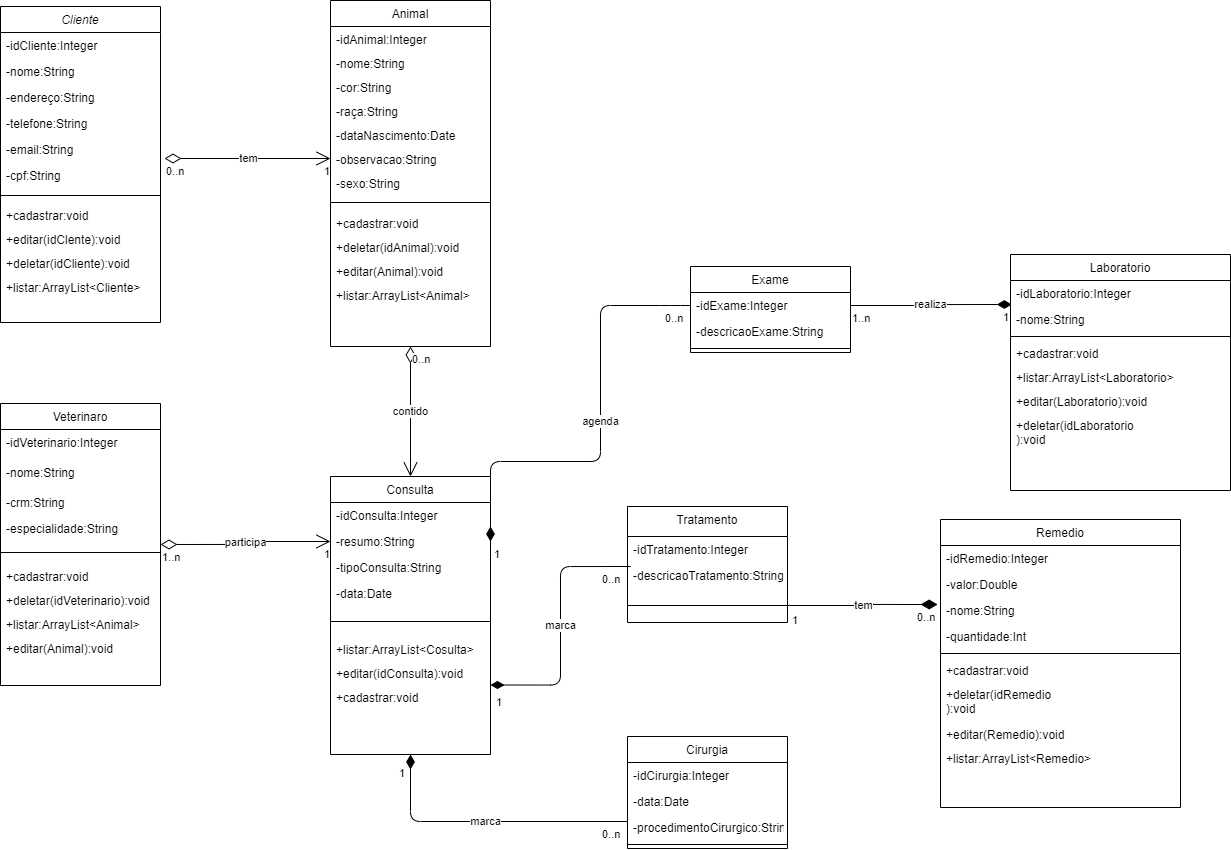 Cliente
-idCliente:Integer
-nome:String
-endereço:String
-telefone:String
-email:String
-cpf:String
+cadastrar:void
+editar(idClente):void
+deletar(idCliente):void
+listar:ArrayList<Cliente>
0..n
tem
1
Animal
-idAnimal:Integer
-nome:String
-cor:String
-raça:String
-dataNascimento:Date
-observacao:String
-sexo:String
+cadastrar:void
+deletar(idAnimal):void
+editar(Animal):void
+listar:ArrayList<Animal>
0..n
contido
Veterinaro
-idVeterinario:Integer
-nome:String
-crm:String
-especialidade:String
+cadastrar:void
+deletar(idVeterinario):void
+listar:ArrayList<Animal>
+editar(Animal):void
1..n
participa
1
Consulta
-idConsulta:Integer
-resumo:String
-tipoConsulta:String
-data:Date
+listar:ArrayList<Cosulta>
+editar(idConsulta):void
+cadastrar:void
1
agenda
0..n
Exame
-idExame:Integer
-descricaoExame:String
1..n
realiza
1
Laboratorio
-idLaboratorio:Integer
-nome:String
+cadastrar:void
+listar:ArrayList<Laboratorio>
+editar(Laboratorio):void
+deletar(idLaboratorio
):void
1
marca
0..n
Tratamento
-idTratamento:Integer
-descricaoTratamento:String
1
tem
0..n
Remedio
-idRemedio:Integer
-valor:Double
-nome:String
-quantidade:Int
+cadastrar:void
+deletar(idRemedio
):void
+editar(Remedio):void
+listar:ArrayList<Remedio>
1
marca
0..n
Cirurgia
-idCirurgia:Integer
-data:Date
-procedimentoCirurgico:Strin